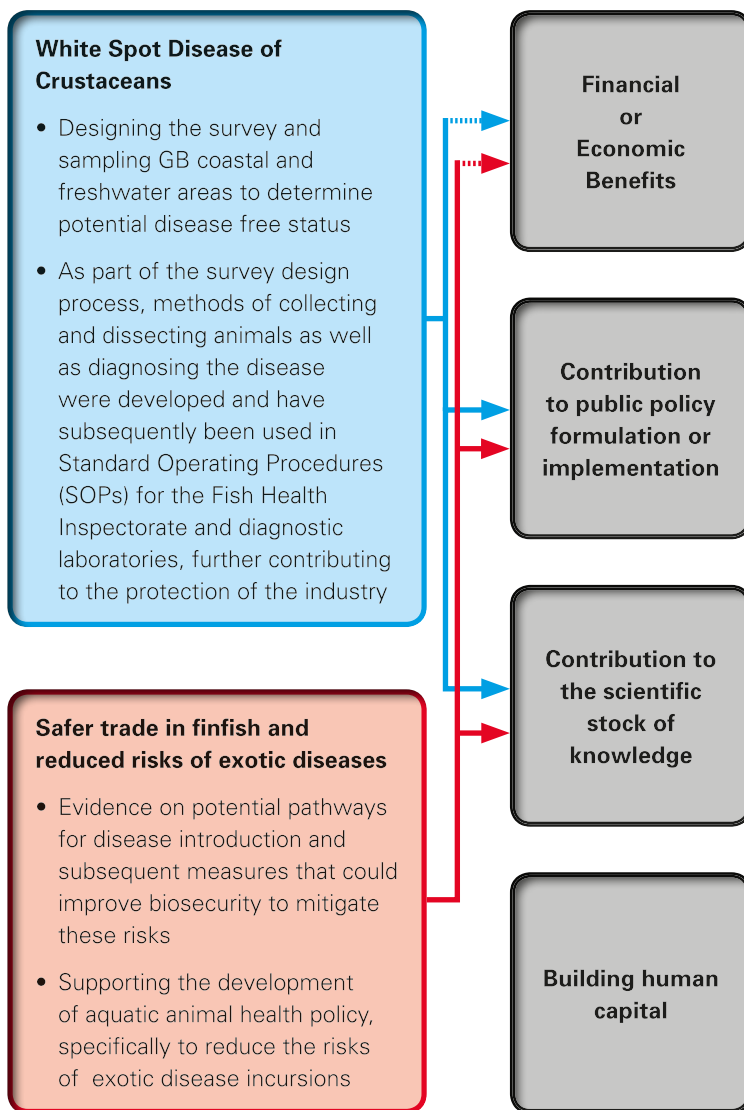 White Spot Disease of
Crustaceans
• Designing the survey and
sampling GB coastal and
freshwater areas to determine
potential disease free status
• As part of the survey design
process, methods of collecting
and dissecting animals as well
as diagnosing the disease
were developed and have
subsequently been used in
Standard Operating Procedures
(SOPs) for the Fish Health
Inspectorate and diagnostic
laboratories, further contributing
to the protection of the industry
Safer trade in finfish and
reduced risks of exotic diseases
• Evidence on potential pathways
for disease introduction and
subsequent measures that could
improve biosecurity to mitigate
these risks
• Supporting the development
of aquatic animal health policy,
specifically to reduce the risks
of exotic disease incursions
Financial
or
Economic
Benefits
Contribution
to public policy
formulation or
implementation
Contribution to
the scientific
stock of
knowledge
Building human
capital